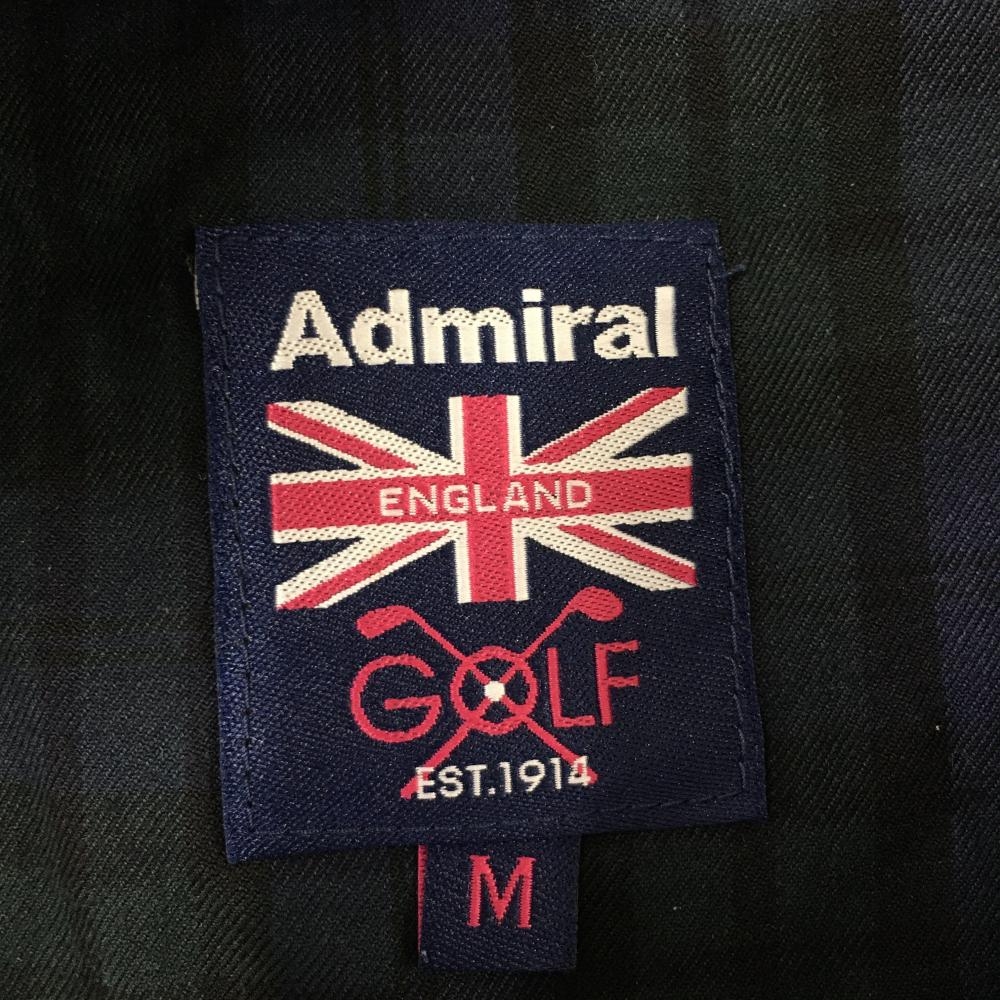 Admiral
ENGLAND
GOLF
EST.1914
M